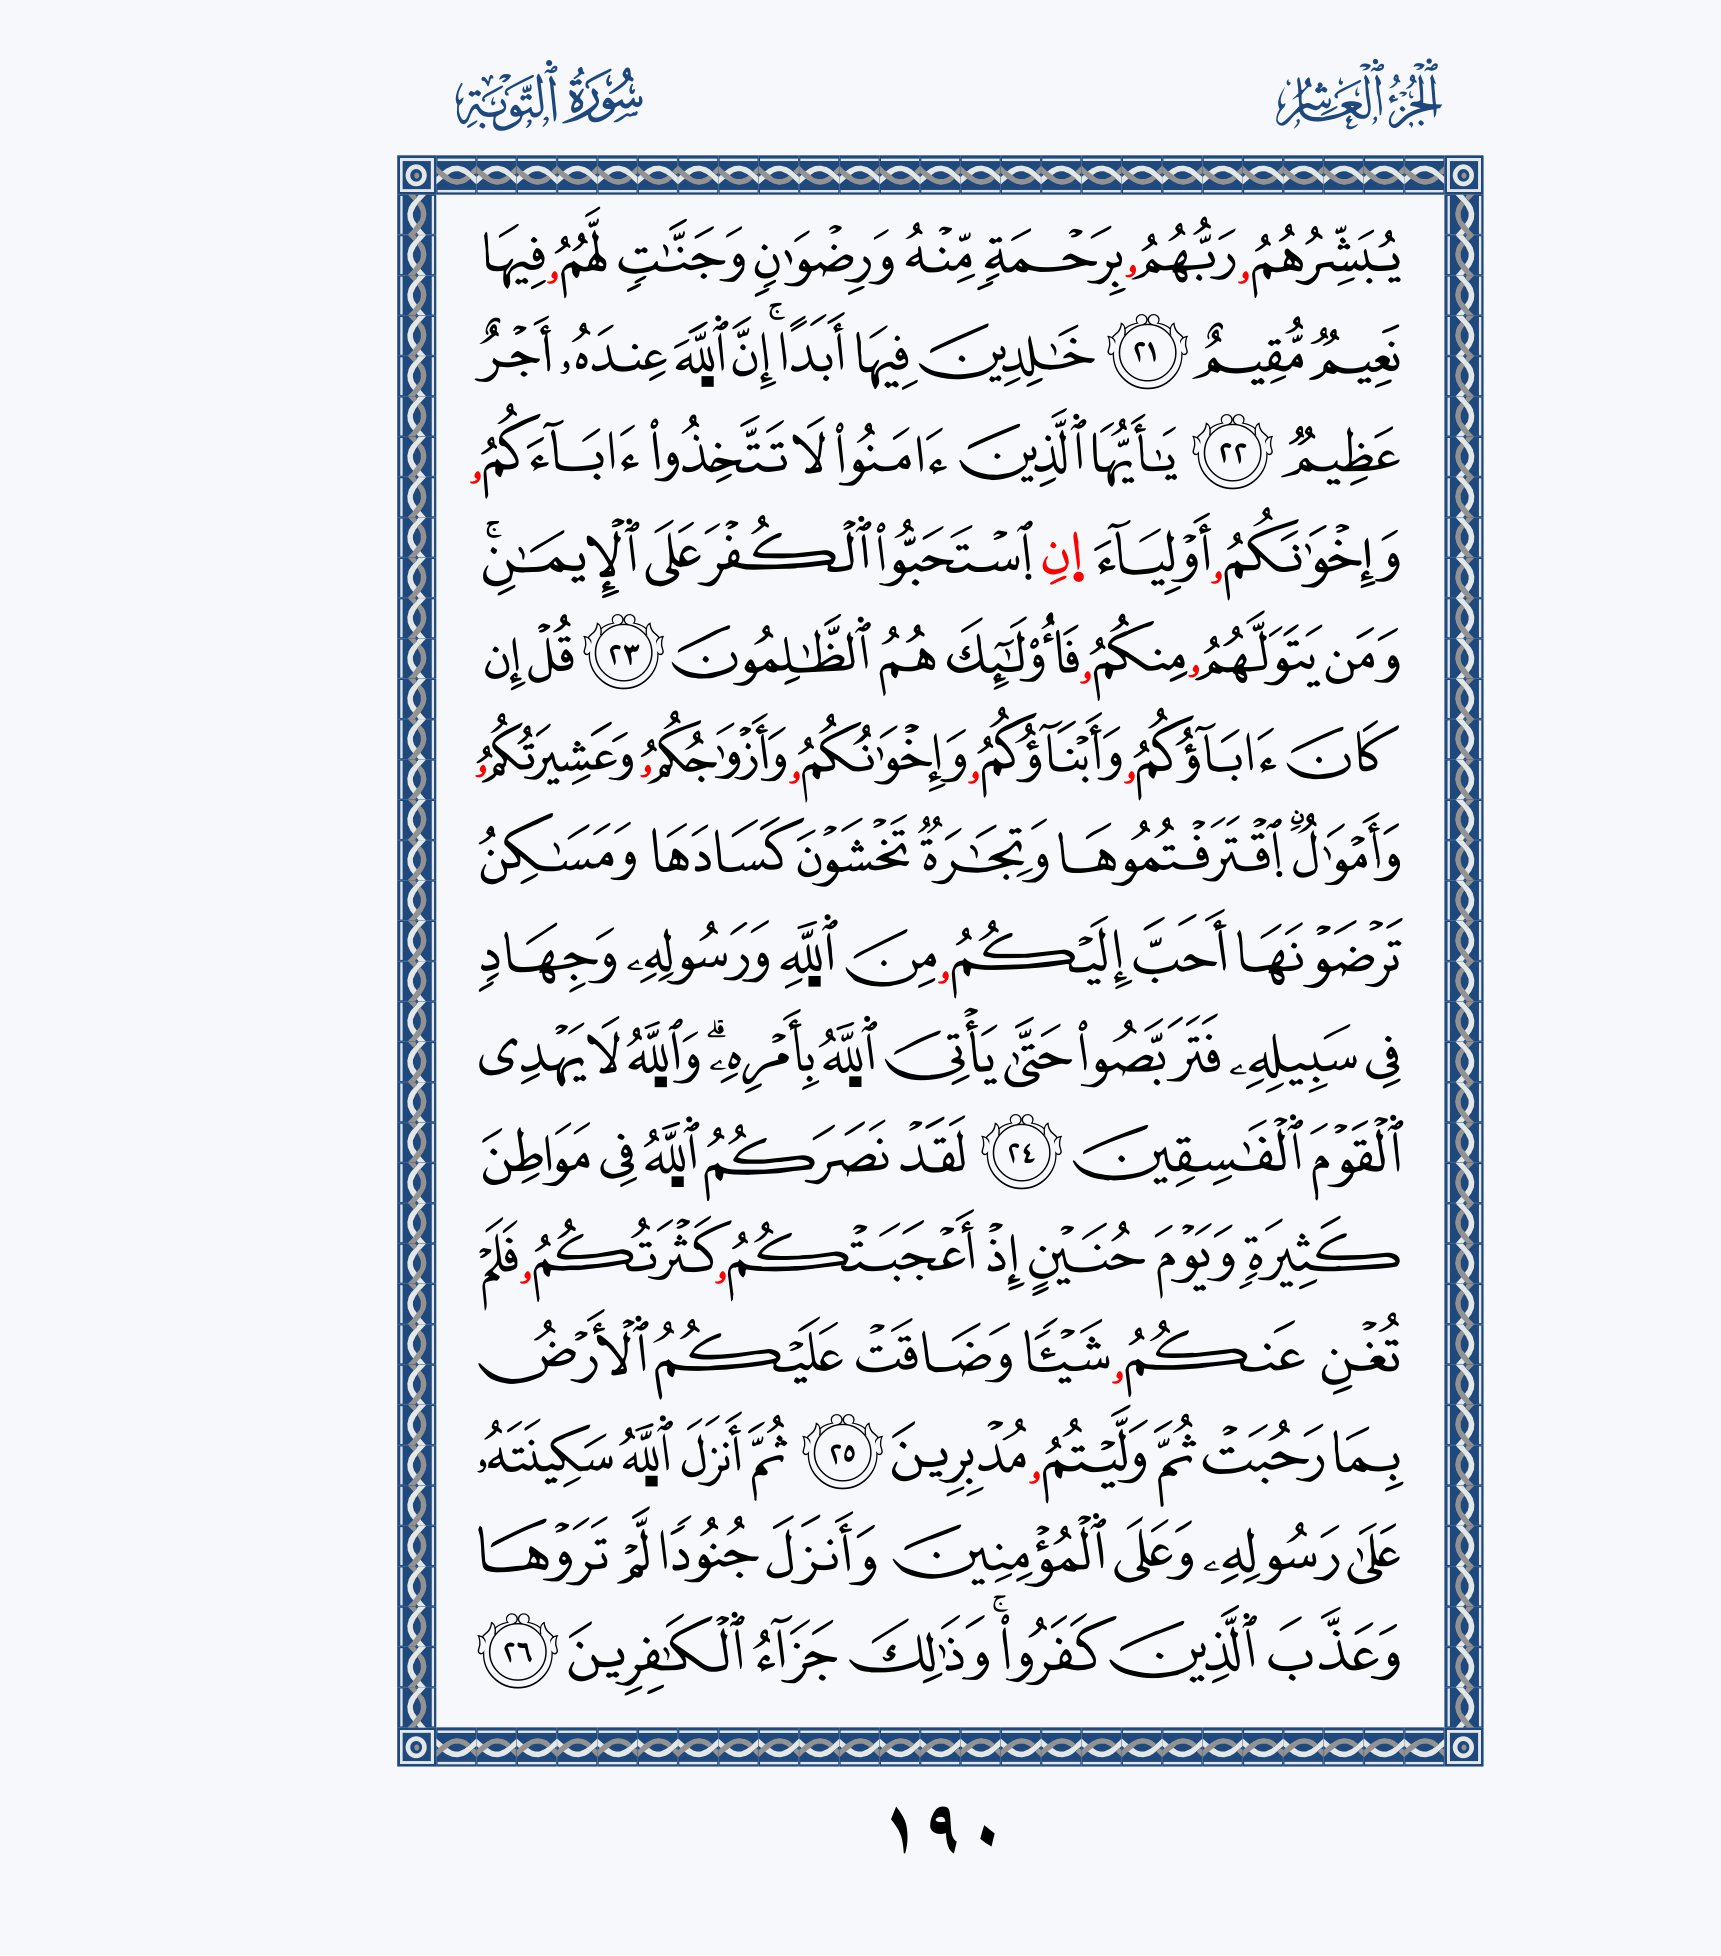 ٱلْجُزْءُ ٱلْعَاشِرُ
سُورَةُ ٱلتَّوْبَةِ
يُبَشِّرُهُمُۥ رَبُّهُمُۥ بِرَحْمَةٍ مِّنْهُ وَرِضْوَٰنٍ وَجَنَّٰتٍ لَّهُمُۥ فِيهَا
نَعِيمٌ مُّقِيمٌ ٢١ خَٰلِدِينَ فِيهَا أَبَدًا ۚ إِنَّ ٱللَّهَ عِندَهُۥ أَجْرٌ
عَظِيمٌ ٢٢ يَٰأَيُّهَا ٱلَّذِينَ ءَامَنُوا۟ لَا تَتَّخِذُوا۟ ءَابَآءَكُمُۥ
وَإِخْوَٰنَكُمُۥ أَوْلِيَآءَ إِنِ ٱسْتَحَبُّوا۟ ٱلْكُفْرَ عَلَى ٱلْإِيمَٰنِ ۚ
وَمَن يَتَوَلَّهُمُۥ مِنكُمُۥ فَأُو۟لَٰٓئِكَ هُمُ ٱلظَّٰلِمُونَ ٢٣ قُلْ إِن
كَانَ ءَابَآؤُكُمُۥ وَأَبْنَآؤُكُمُۥ وَإِخْوَٰنُكُمُۥ وَأَزْوَٰجُكُمُۥ وَعَشِيرَتُكُمُۥ
وَأَمْوَٰلٌ ٱقْتَرَفْتُمُوهَا وَتِجَٰرَةٌ تَخْشَوْنَ كَسَادَهَا وَمَسَٰكِنُ
تَرْضَوْنَهَا أَحَبَّ إِلَيْكُمُۥ مِنَ ٱللَّهِ وَرَسُولِهِۦ وَجِهَادٍ
فِى سَبِيلِهِۦ فَتَرَبَّصُوا۟ حَتَّىٰ يَأْتِىَ ٱللَّهُ بِأَمْرِهِۦ ۗ وَٱللَّهُ لَا يَهْدِى
ٱلْقَوْمَ ٱلْفَٰسِقِينَ ٢٤ لَقَدْ نَصَرَكُمُ ٱللَّهُ فِى مَوَاطِنَ
كَثِيرَةٍ وَيَوْمَ حُنَيْنٍ إِذْ أَعْجَبَتْكُمُۥ كَثْرَتُكُمُۥ فَلَمْ
تُغْنِ عَنكُمُۥ شَيْـًٔا وَضَاقَتْ عَلَيْكُمُ ٱلْأَرْضُ
بِمَا رَحُبَتْ ثُمَّ وَلَّيْتُمُۥ مُدْبِرِينَ ٢٥ ثُمَّ أَنزَلَ ٱللَّهُ سَكِينَتَهُۥ
عَلَىٰ رَسُولِهِۦ وَعَلَى ٱلْمُؤْمِنِينَ وَأَنزَلَ جُنُودًا لَّمْ تَرَوْهَا
وَعَذَّبَ ٱلَّذِينَ كَفَرُوا۟ ۚ وَذَٰلِكَ جَزَآءُ ٱلْكَٰفِرِينَ ٢٦
١٩٠